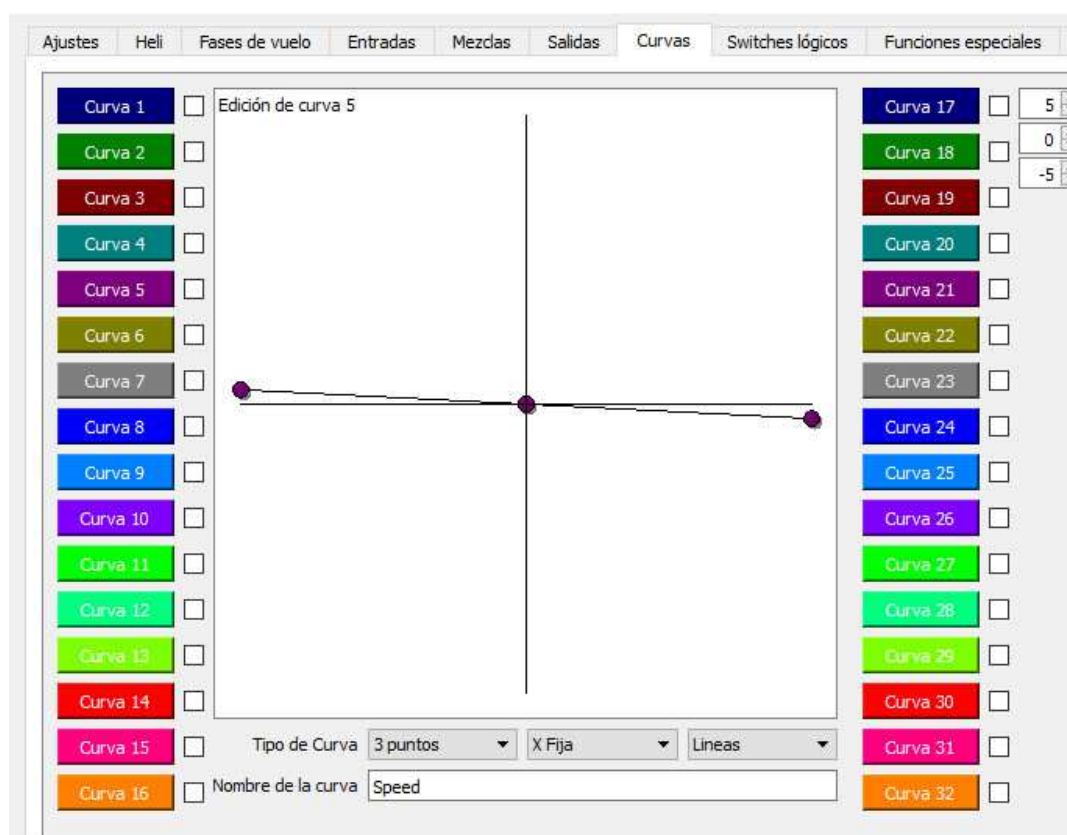 Ajustes Heli Fases de vuelo Entradas Mezclas Salidas Curvas Switches lógicos Funciones especiales
Curva 1 Edición de curva 5 Curva 17 5
Curva 2 Curva 18 0
Curva 3 Curva 19 -5
Curva 4 Curva 20
Curva 5 Curva 21
Curva 6 Curva 22
Curva 7 Curva 23
Curva 8 Curva 24
Curva 9 Curva 25
Curva 10 Curva 26
Curva 11 Curva 27
Curva 12 Curva 28
Curva 13 Curva 29
Curva 14 Curva 30
Curva 15 Tipo de Curva 3 puntos X Fija Lineas Curva 31
Curva 16 Nombre de la curva Speed Curva 32